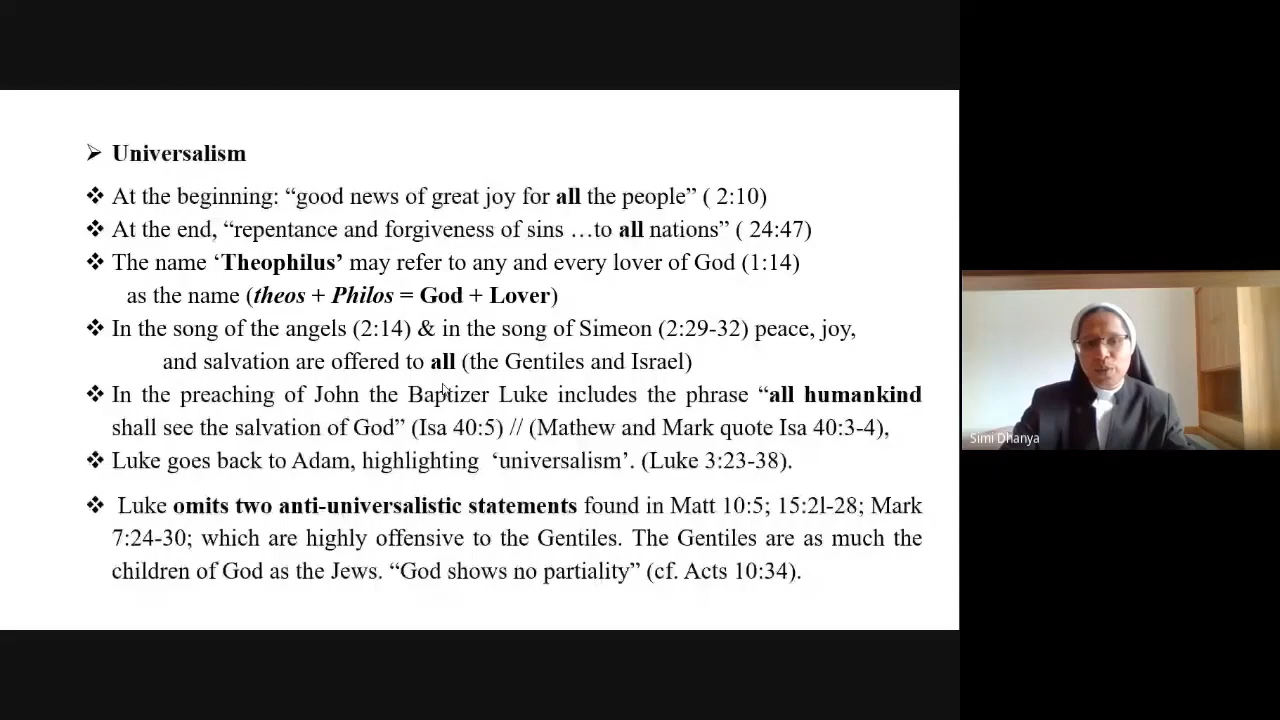 ➢ Universalism
❖ At the beginning: “good news of great joy for all the people” ( 2:10)
❖ At the end, “repentance and forgiveness of sins …to all nations” ( 24:47)
❖ The name ‘Theophilus’ may refer to any and every lover of God (1:14)
as the name (theos + Philos = God + Lover)
❖ In the song of the angels (2:14) & in the song of Simeon (2:29-32) peace, joy,
and salvation are offered to all (the Gentiles and Israel)
❖ In the preaching of John the Baptizer Luke includes the phrase “all humankind
shall see the salvation of God” (Isa 40:5) // (Mathew and Mark quote Isa 40:3-4),
❖ Luke goes back to Adam, highlighting ‘universalism’. (Luke 3:23-38).
❖ Luke omits two anti-universalistic statements found in Matt 10:5; 15:2l-28; Mark
7:24-30; which are highly offensive to the Gentiles. The Gentiles are as much the
children of God as the Jews. “God shows no partiality” (cf. Acts 10:34).
Simi Dhanya